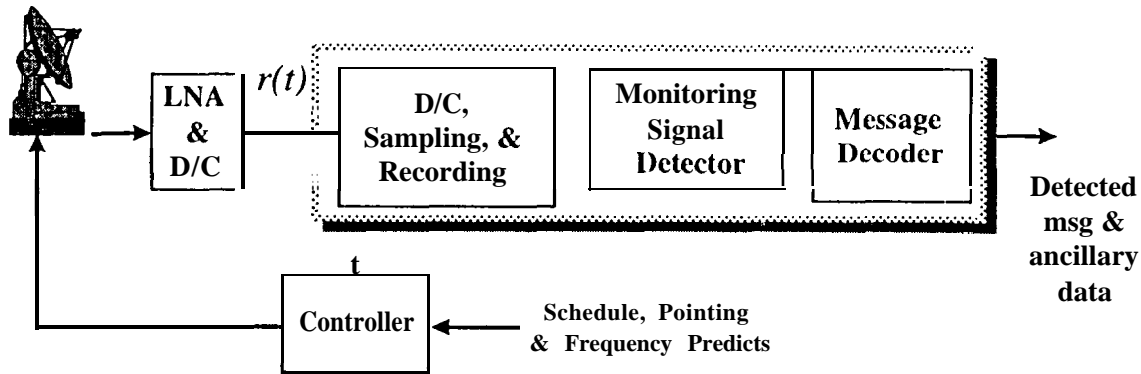 r(t)
LNA
&
D/C
D/C,
Sampling, &
Recording
Monitoring
Signal
Detector
Message
Decoder
Detected
msg &
ancillary
data
t
Controller
Schedule, Pointing
& Frequency Predicts